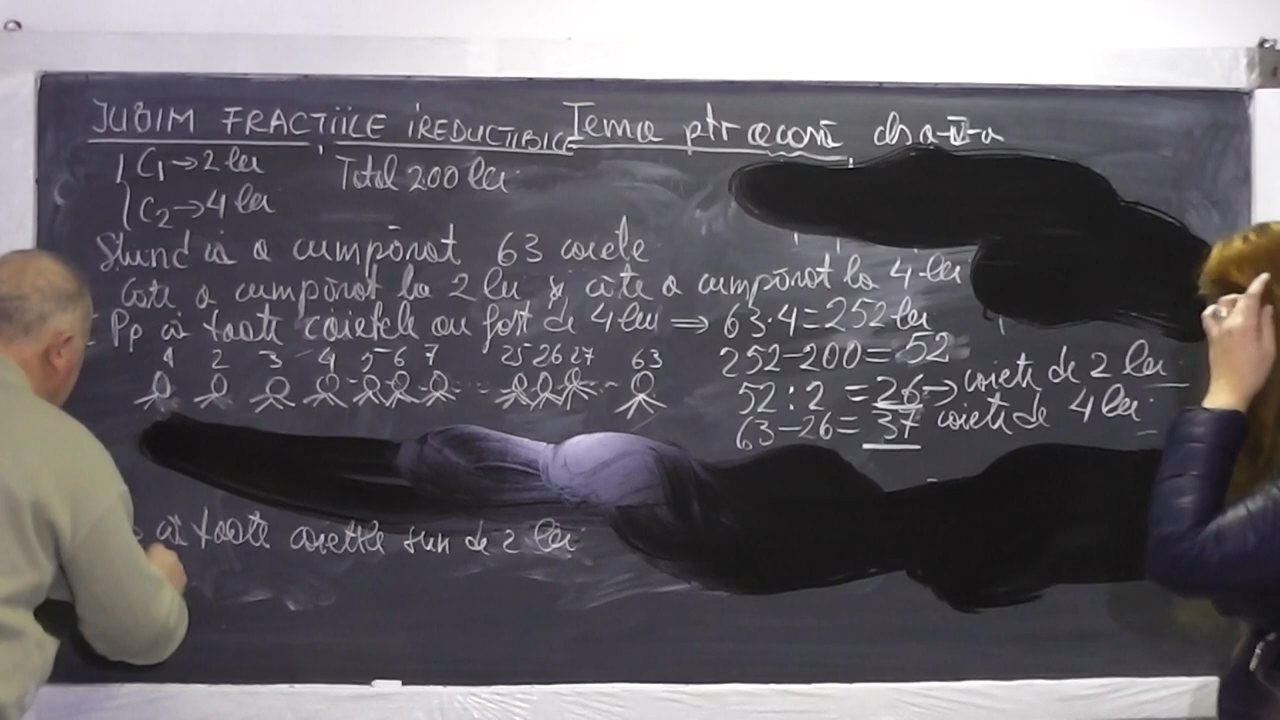 IUBIM FRACȚIILE IREDUCTIBILE Tema ptr acasă cls a-V-a
C₁→2 lei Total 200 lei
C₂→4 lei
Știind că a cumpărat 63 caiete
Câte a cumpărat la 2 lei și câte a cumpărat la 4 lei
Pp că toate caietele au fost de 4 lei ⇒ 63·4=252 lei
1 2 3 4 5 6 7 25 26 27 63
252-200=52
52:2=26→ caiete de 2 lei
63-26=37 caiete de 4 lei
că toate caietele sun de 2 lei